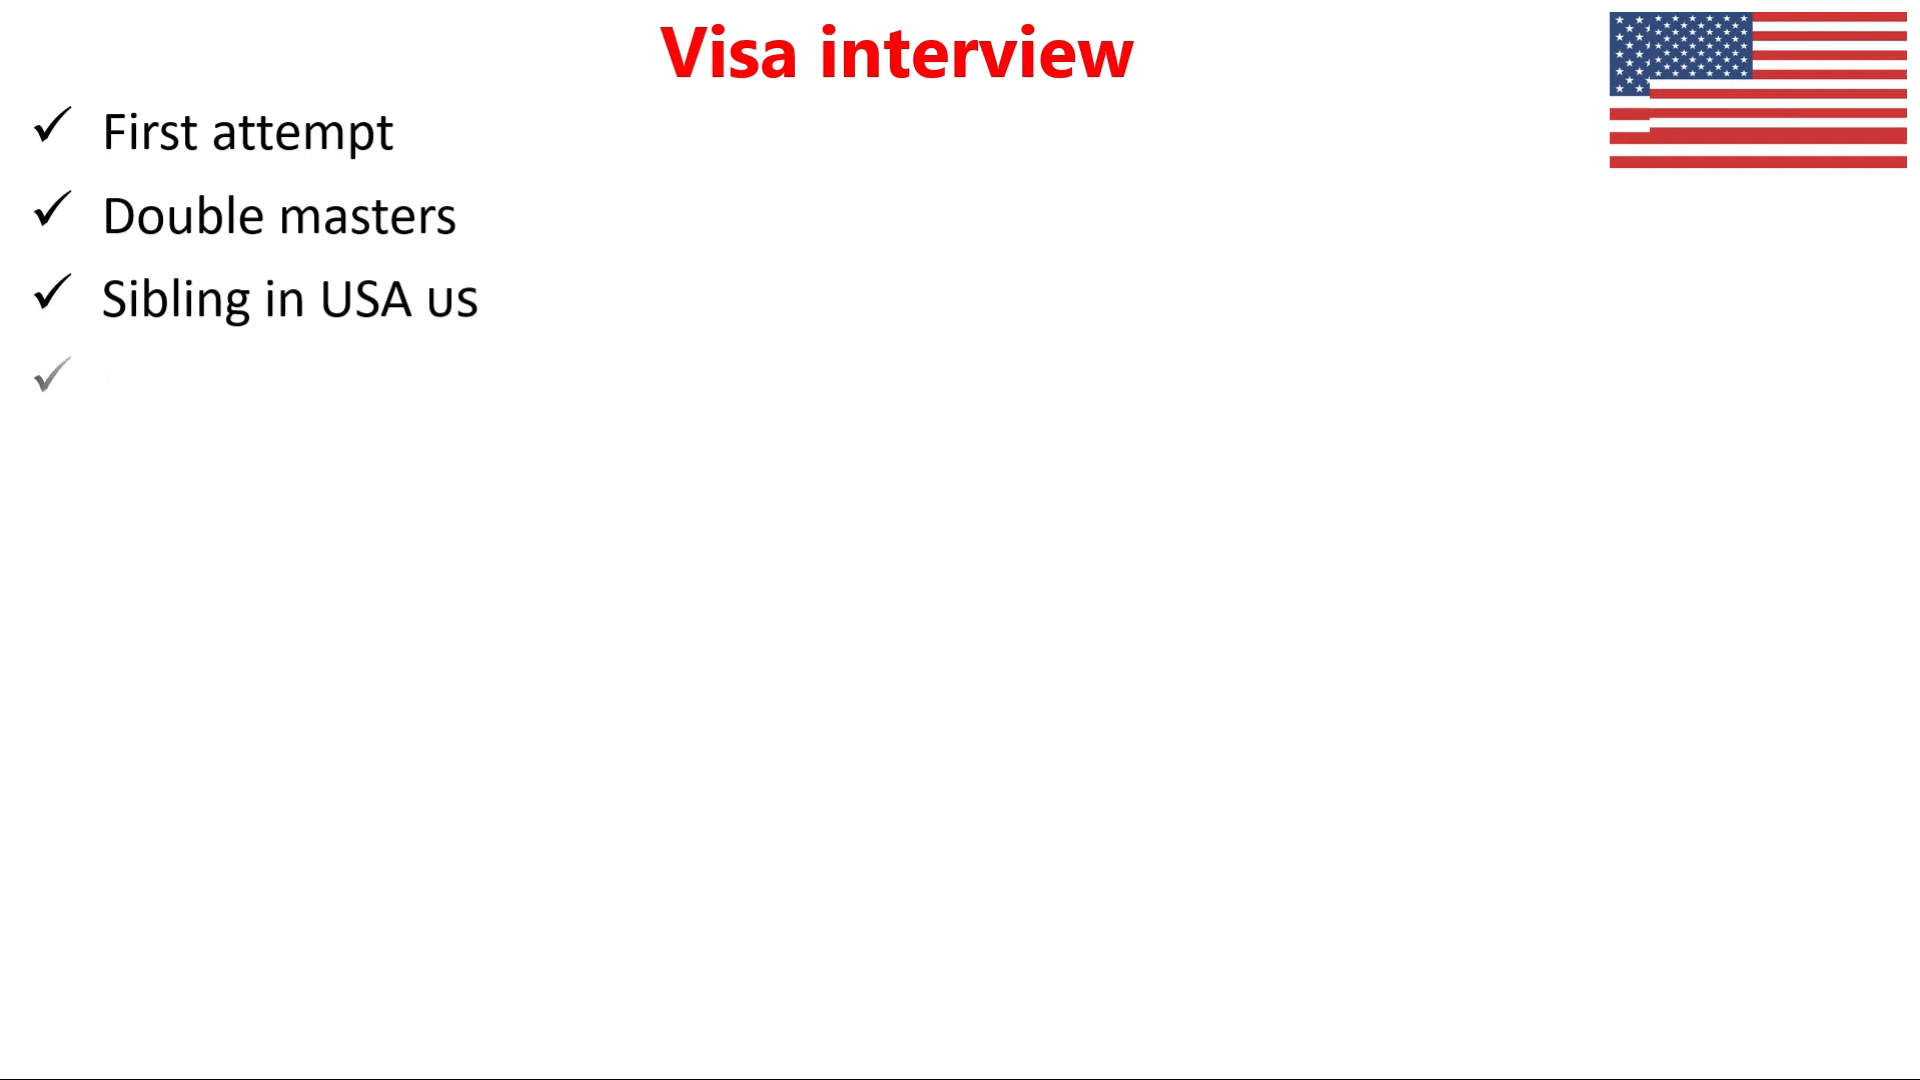 Visa interview
✓ First attempt
✓ Double masters
✓ Sibling in USA us
✓